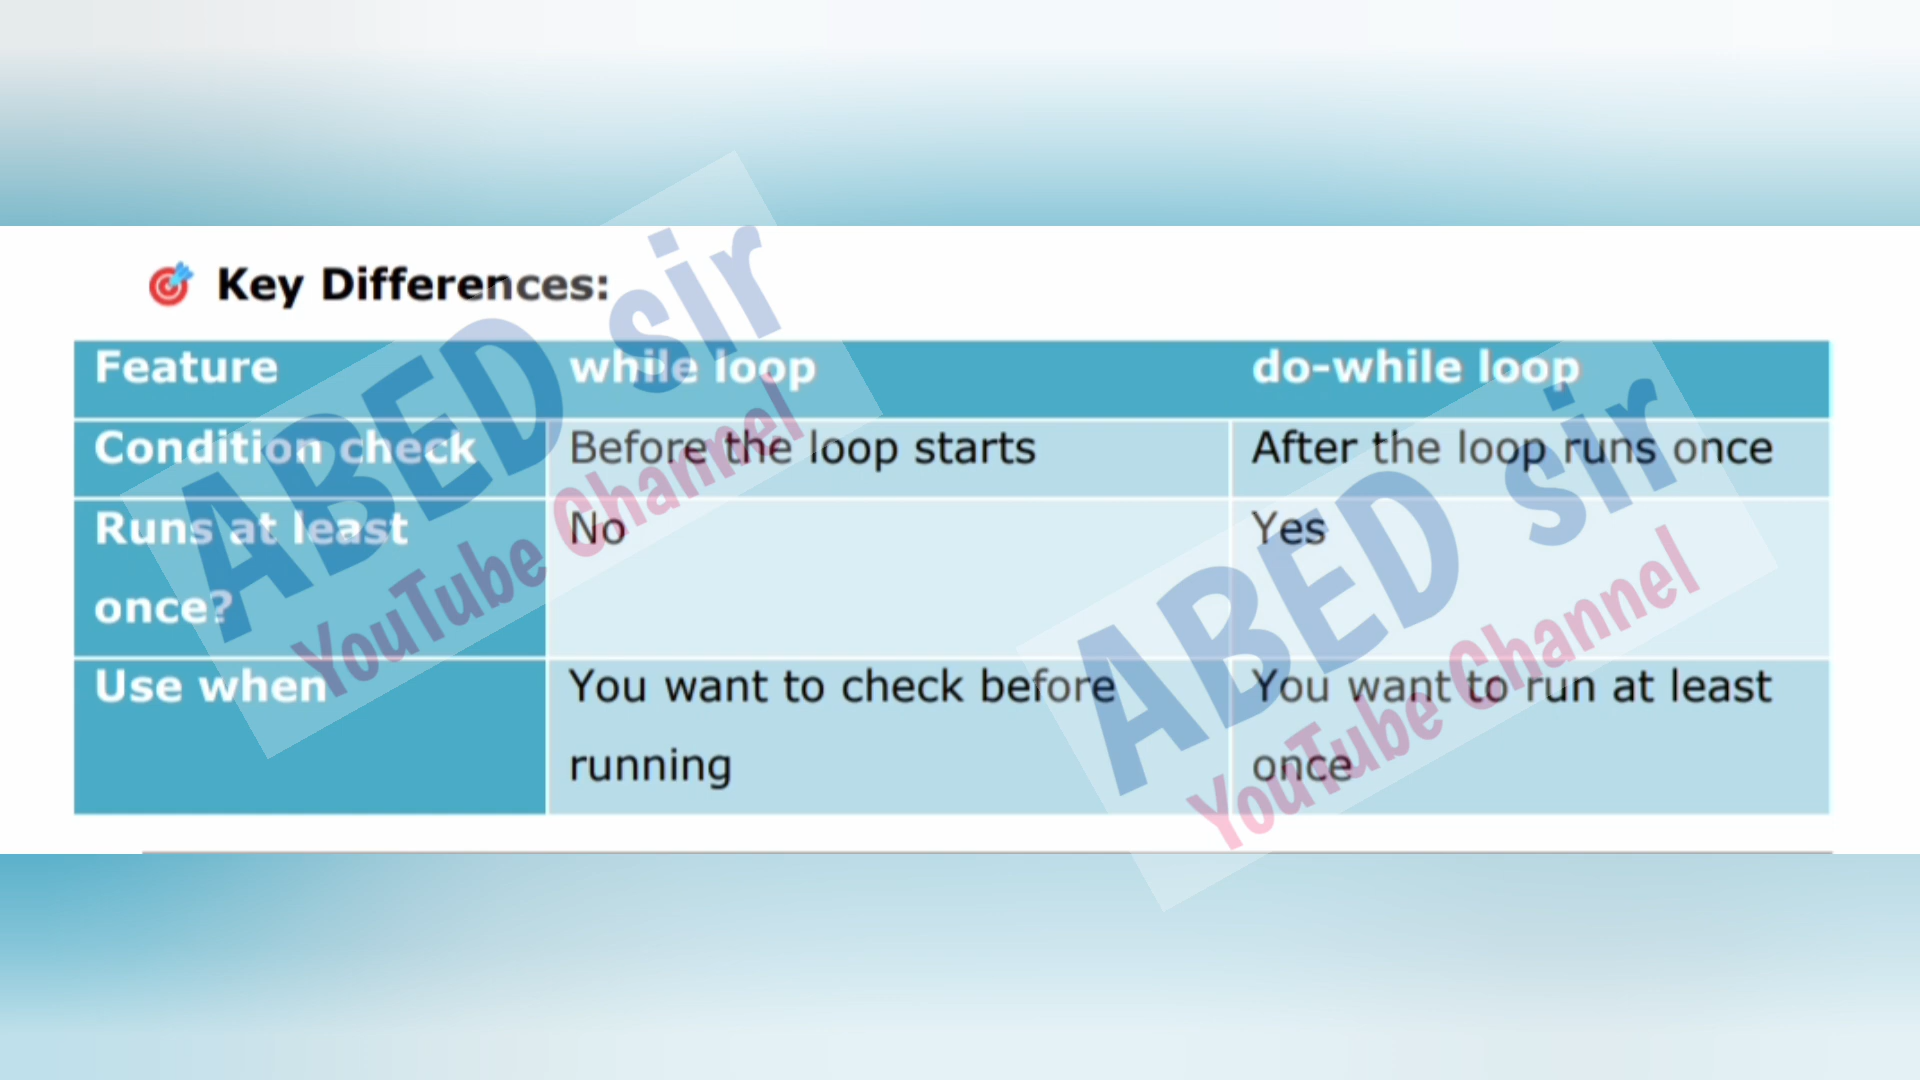 🎯 Key Differences:
Feature while loop do-while loop
Condition check Before the loop starts After the loop runs once
Runs at least once? No Yes
Use when You want to check before running You want to run at least once
ABED sir
YouTube Channel
ABED sir
YouTube Channel